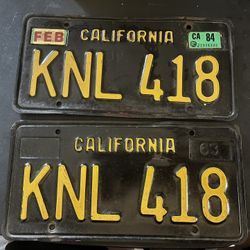 FEB CALIFORNIA CA 84
KNL 418
CALIFORNIA 63
KNL 418